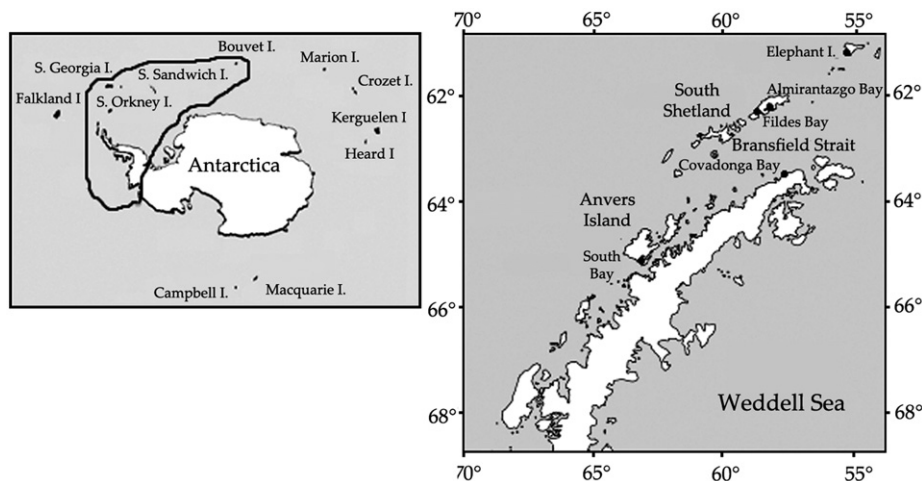 Bouvet I.
Marion I.
S. Georgia I.
S. Sandwich I.
Crozet I.
Falkland I
S. Orkney I.
Kerguelen I
Heard I
Antarctica
Campbell I.
Macquarie I.
70° 65° 60° 55°
Elephant I.
62° 62°
South
Shetland
Almirantazgo Bay
Fildes Bay
Bransfield Strait
Covadonga Bay
64° 64°
Anvers
Island
South
Bay
66° 66°
Weddell Sea
68° 68°
70° 65° 60° 55°